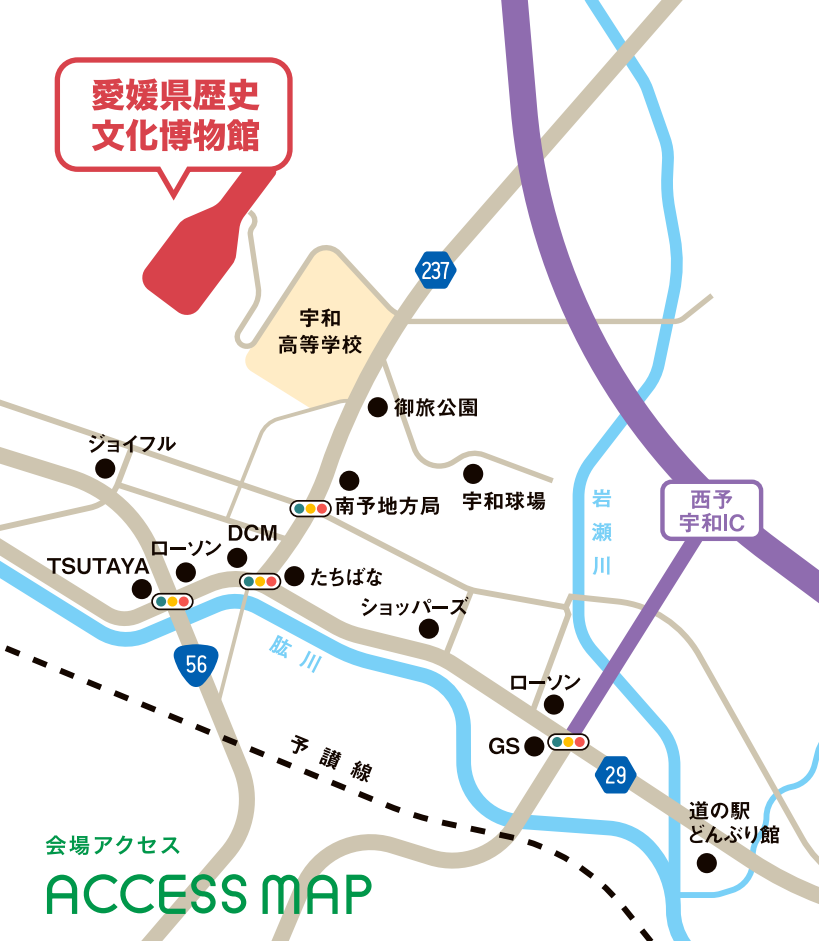 愛媛県歴史
文化博物館
237
宇和
高等学校
御旅公園
ジョイフル
宇和球場
南予地方局
西予
宇和IC
岩瀬川
DCM
ローソン
TSUTAYA
たちばな
ショッパーズ
肱川
56
ローソン
GS
予讃線
29
道の駅
どんぶり館
会場アクセス
ACCESS MAP